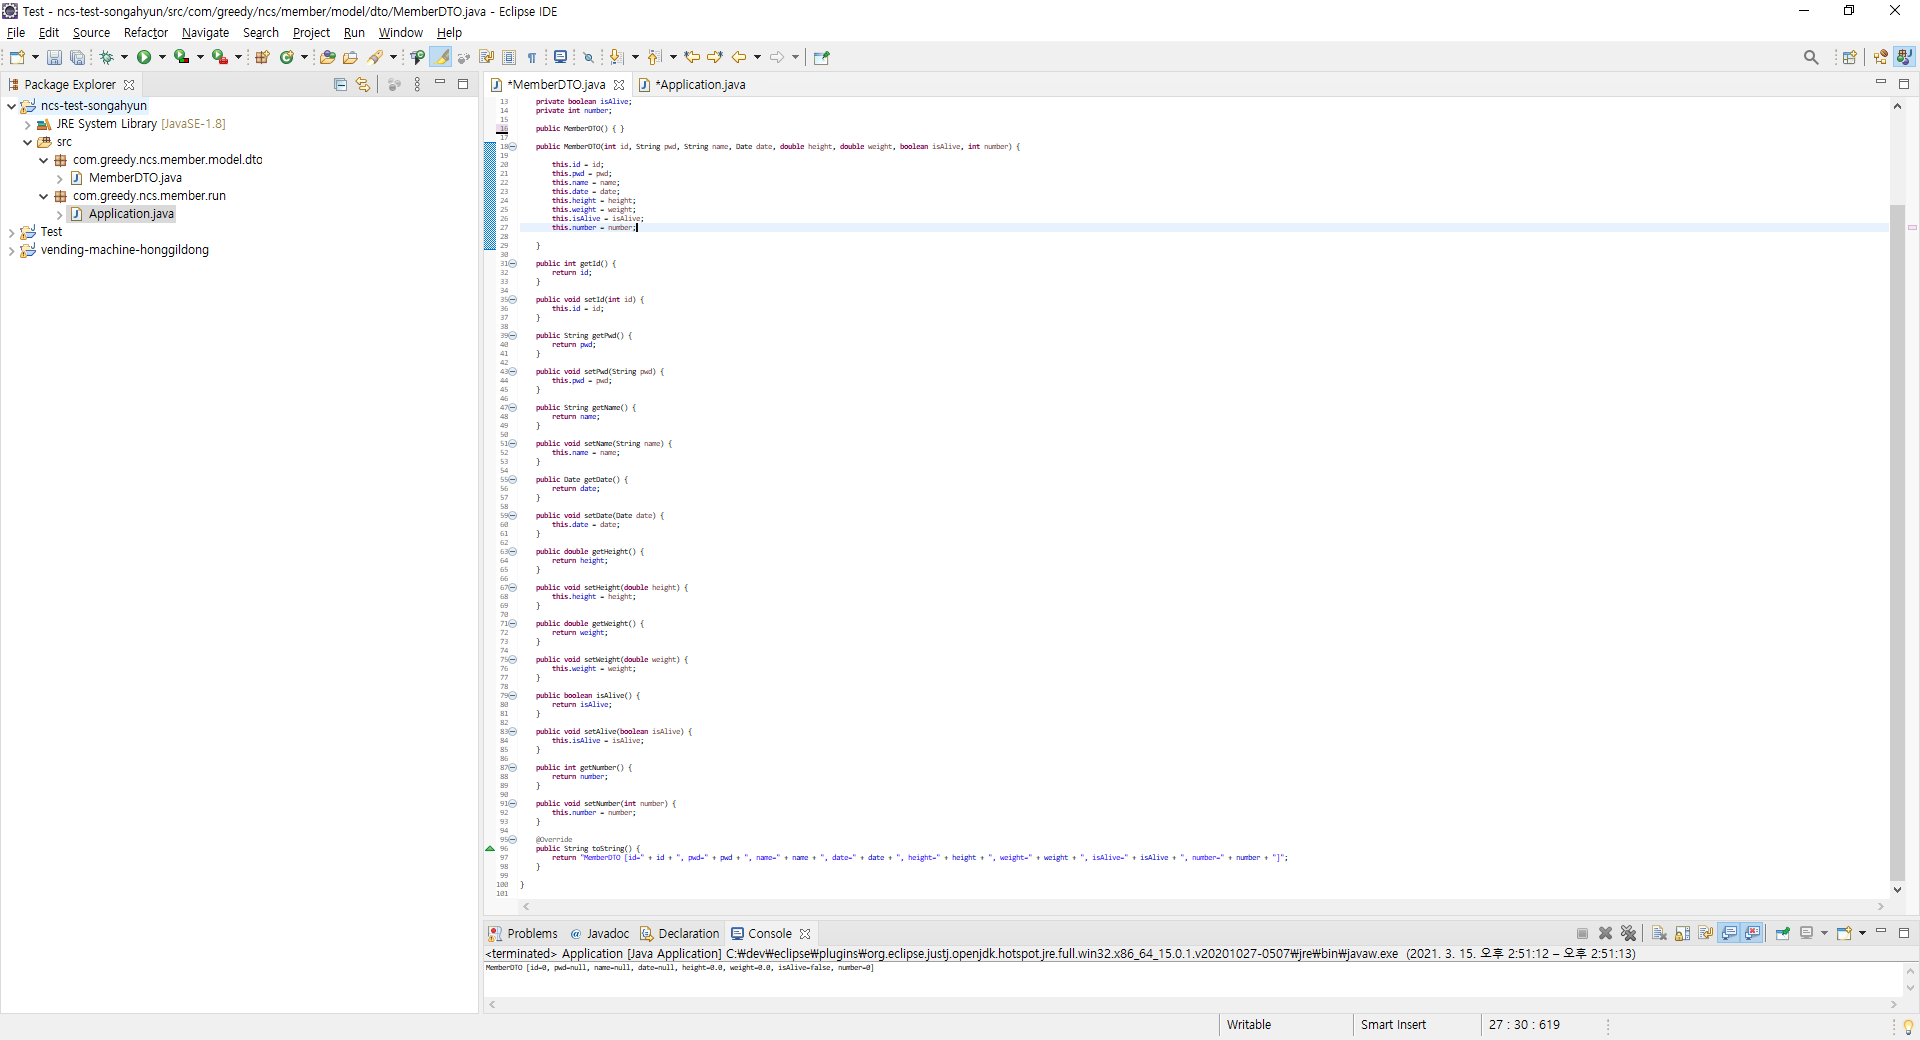 Test - ncs-test-songahyun/src/com/greedy/ncs/member/model/dto/MemberDTO.java - Eclipse IDE
File Edit Source Refactor Navigate Search Project Run Window Help
Package Explorer
ncs-test-songahyun
JRE System Library [JavaSE-1.8]
src
com.greedy.ncs.member.model.dto
MemberDTO.java
com.greedy.ncs.member.run
Application.java
Test
vending-machine-honggildong
*MemberDTO.java *Application.java
13 private boolean isAlive;
14 private int number;
15
16 public MemberDTO() { }
17
18 public MemberDTO(int id, String pwd, String name, Date date, double height, double weight, boolean isAlive, int number) {
19
20 this.id = id;
21 this.pwd = pwd;
22 this.name = name;
23 this.date = date;
24 this.height = height;
25 this.weight = weight;
26 this.isAlive = isAlive;
27 this.number = number;
28
29 }
30
31 public int getId() {
32 return id;
33 }
34
35 public void setId(int id) {
36 this.id = id;
37 }
38
39 public String getPwd() {
40 return pwd;
41 }
42
43 public void setPwd(String pwd) {
44 this.pwd = pwd;
45 }
46
47 public String getName() {
48 return name;
49 }
50
51 public void setName(String name) {
52 this.name = name;
53 }
54
55 public Date getDate() {
56 return date;
57 }
58
59 public void setDate(Date date) {
60 this.date = date;
61 }
62
63 public double getHeight() {
64 return height;
65 }
66
67 public void setHeight(double height) {
68 this.height = height;
69 }
70
71 public double getWeight() {
72 return weight;
73 }
74
75 public void setWeight(double weight) {
76 this.weight = weight;
77 }
78
79 public boolean isAlive() {
80 return isAlive;
81 }
82
83 public void setAlive(boolean isAlive) {
84 this.isAlive = isAlive;
85 }
86
87 public int getNumber() {
88 return number;
89 }
90
91 public void setNumber(int number) {
92 this.number = number;
93 }
94
95 @Override
96 public String toString() {
97 return "MemberDTO [id=" + id + ", pwd=" + pwd + ", name=" + name + ", date=" + date + ", height=" + height + ", weight=" + weight + ", isAlive=" + isAlive + ", number=" + number + "]";
98 }
99
100 }
101
Problems @ Javadoc Declaration Console
<terminated> Application [Java Application] C:₩dev₩eclipse₩plugins₩org.eclipse.justj.openjdk.hotspot.jre.full.win32.x86_64_15.0.1.v20201027-0507₩jre₩bin₩javaw.exe (2021. 3. 15. 오후 2:51:12 – 오후 2:51:13)
MemberDTO [id=0, pwd=null, name=null, date=null, height=0.0, weight=0.0, isAlive=false, number=0]
Writable Smart Insert 27 : 30 : 619